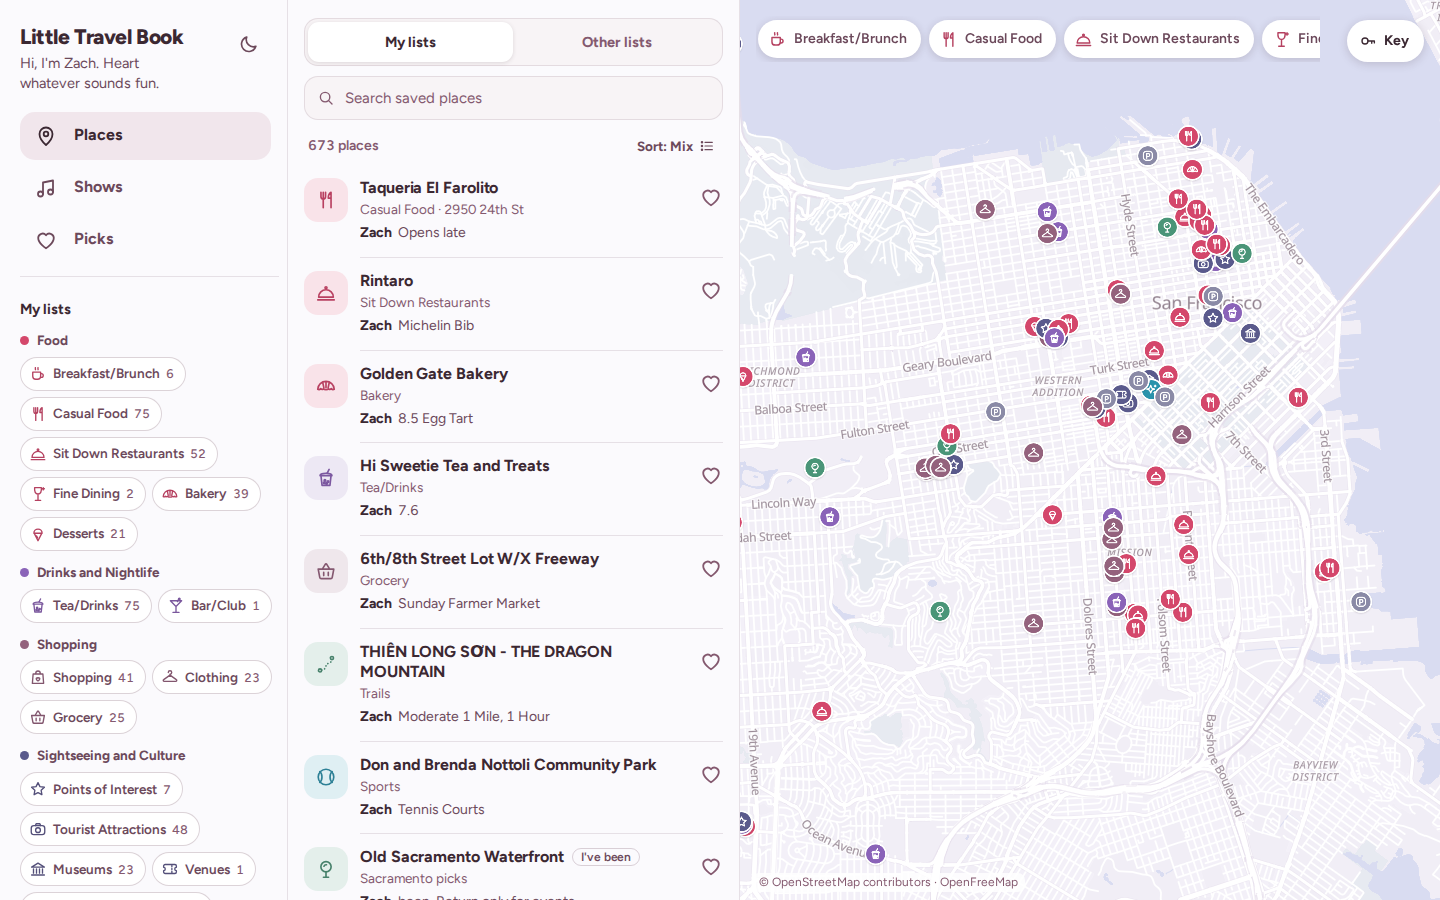 Little Travel Book
Hi, I'm Zach. Heart
whatever sounds fun.
Places
Shows
Picks
My lists
Food
Breakfast/Brunch 6
Casual Food 75
Sit Down Restaurants 52
Fine Dining 2
Bakery 39
Desserts 21
Drinks and Nightlife
Tea/Drinks 75
Bar/Club 1
Shopping
Shopping 41
Clothing 23
Grocery 25
Sightseeing and Culture
Points of Interest 7
Tourist Attractions 48
Museums 23
Venues 1
My lists
Other lists
Search saved places
673 places
Sort: Mix
Taqueria El Farolito
Casual Food · 2950 24th St
Zach Opens late
Rintaro
Sit Down Restaurants
Zach Michelin Bib
Golden Gate Bakery
Bakery
Zach 8.5 Egg Tart
Hi Sweetie Tea and Treats
Tea/Drinks
Zach 7.6
6th/8th Street Lot W/X Freeway
Grocery
Zach Sunday Farmer Market
THIÊN LONG SƠN - THE DRAGON
MOUNTAIN
Trails
Zach Moderate 1 Mile, 1 Hour
Don and Brenda Nottoli Community Park
Sports
Zach Tennis Courts
Old Sacramento Waterfront
I've been
Sacramento picks
Breakfast/Brunch
Casual Food
Sit Down Restaurants
Key
Hyde Street
The Embarcadero
San Francisco
Geary Boulevard
Turk Street
DISTRICT
WESTERN
ADDITION
Balboa Street
Fulton Street
Street
Harrison Street
7th Street
3rd Street
Lincoln Way
Street
MISSION
Dolores Street
Street
19th Avenue
Bayshore Boulevard
BAYVIEW
DISTRICT
Ocean
© OpenStreetMap contributors · OpenFreeMap